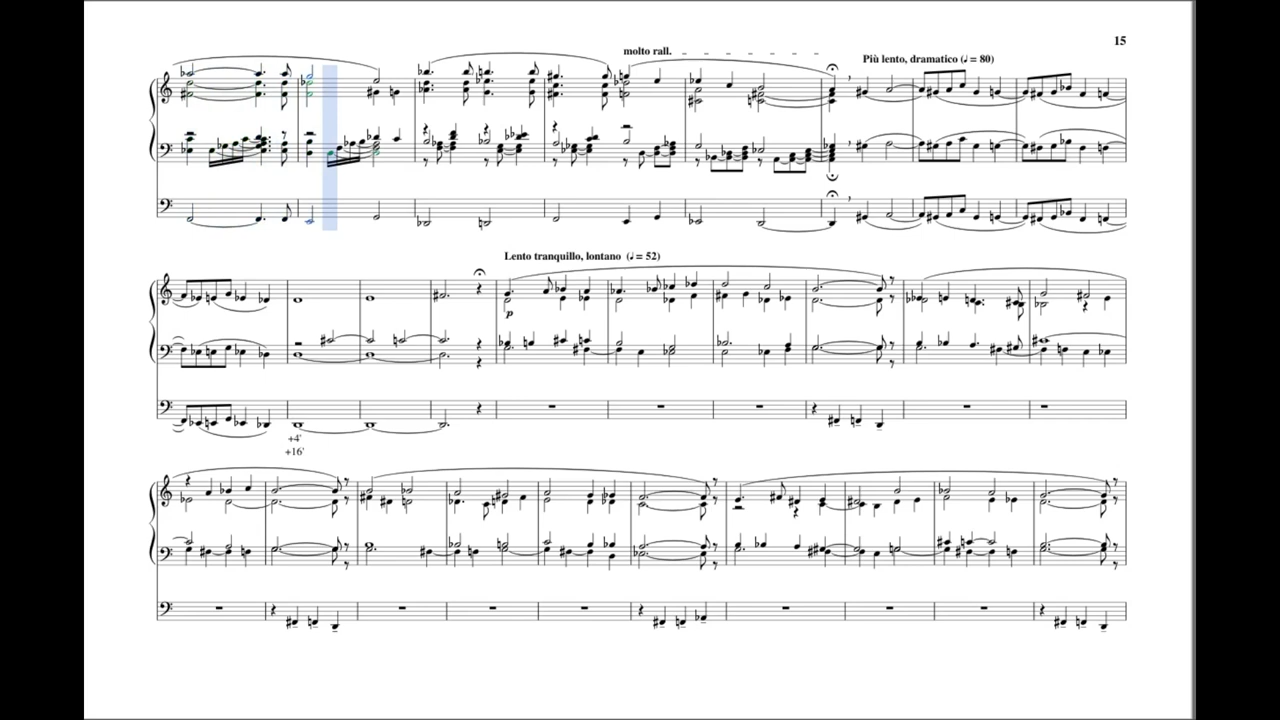 15
molto rall.
Più lento, dramatico (♩= 80)
Lento tranquillo, lontano (♩= 52)
p
+4'
+16'